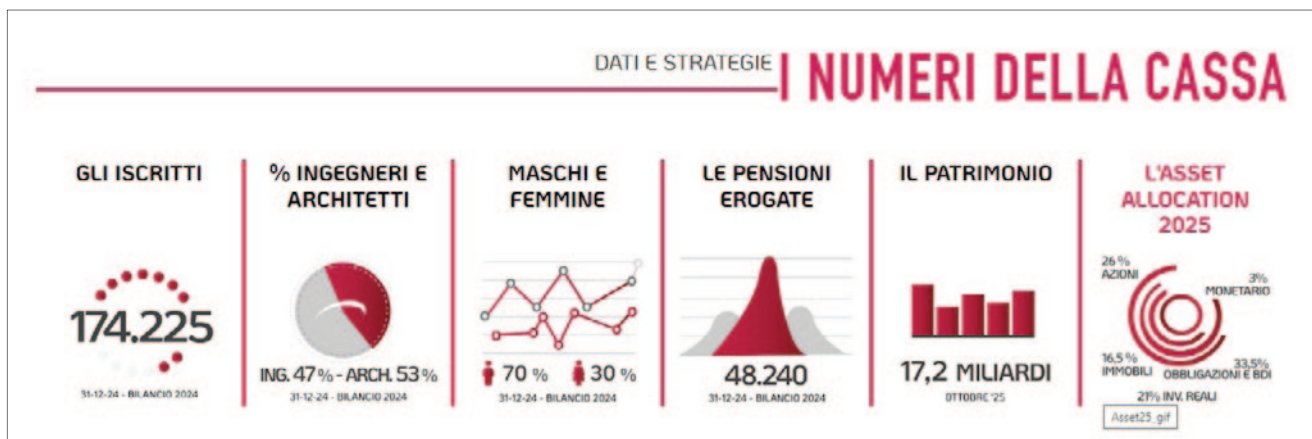 DATI E STRATEGIE I NUMERI DELLA CASSA
GLI ISCRITTI
174.225
31-12-24 - BILANCIO 2024
% INGEGNERI E
ARCHITETTI
ING. 47% - ARCH. 53%
31-12-24 - BILANCIO 2024
MASCHI E
FEMMINE
70 % 30 %
31-12-24 - BILANCIO 2024
LE PENSIONI
EROGATE
48.240
31-12-24 - BILANCIO 2024
IL PATRIMONIO
17,2 MILIARDI
OTTOBRE '25
L'ASSET
ALLOCATION
2025
26 %
AZIONI
3%
MONETARIO
16,5 %
IMMOBILI
33,5%
OBBLIGAZIONI E BDI
21% INV. REALI
Asset25_gif